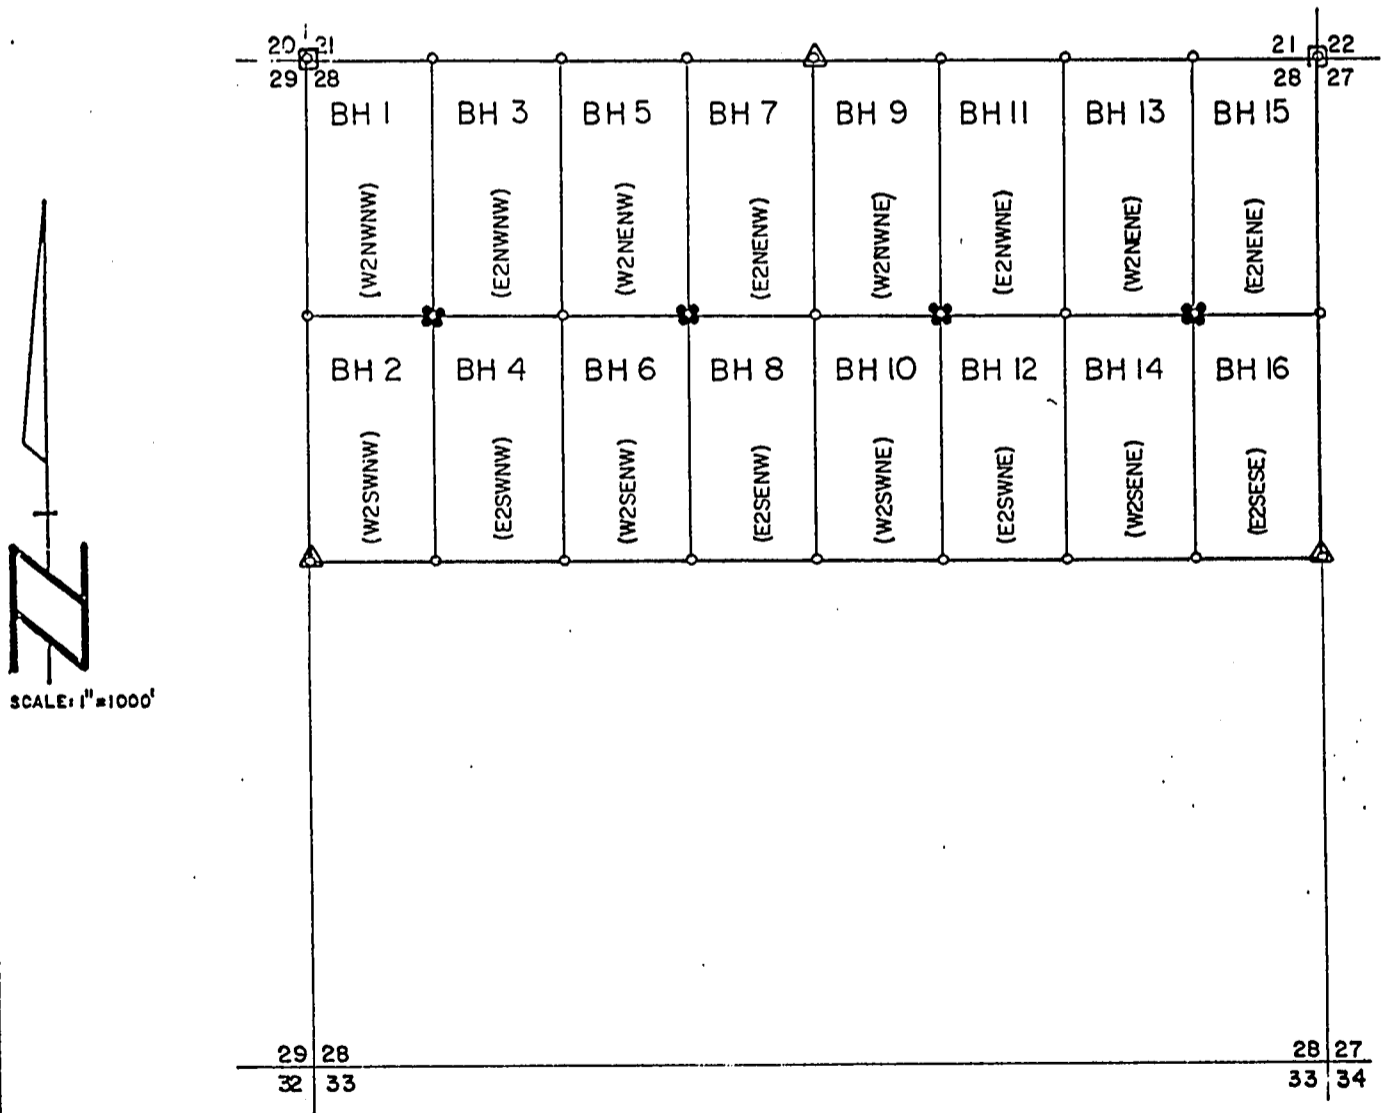 20 21
21 22
29 28
28 27
BH 1
BH 3
BH 5
BH 7
BH 9
BH 11
BH 13
BH 15
(W2NWNW)
(E2NWNW)
(W2NENW)
(E2NENW)
(W2NWNE)
(E2NWNE)
(W2NENE)
(E2NENE)
BH 2
BH 4
BH 6
BH 8
BH 10
BH 12
BH 14
BH 16
(W2SWNW)
(E2SWNW)
(W2SENW)
(E2SENW)
(W2SWNE)
(E2SWNE)
(W2SENE)
(E2SESE)
N
SCALE: 1"=1000'
29 28
28 27
32 33
33 34